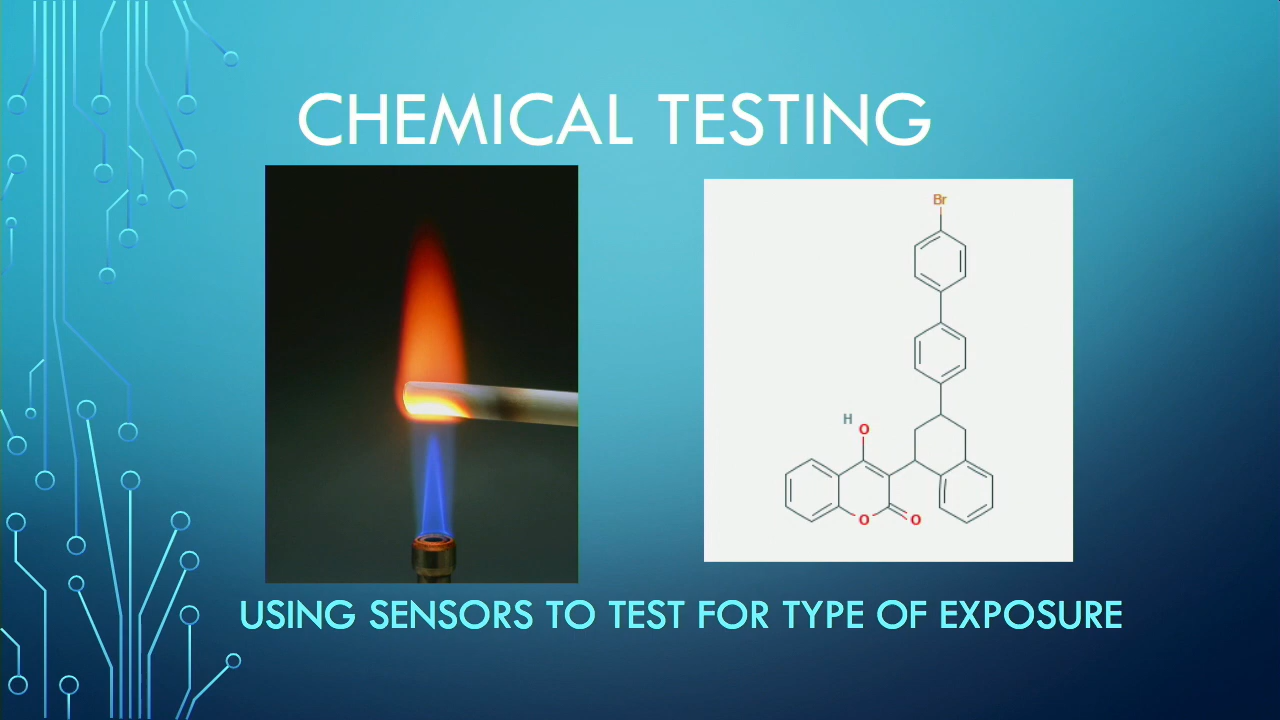 CHEMICAL TESTING
Br
H
O
O
O
USING SENSORS TO TEST FOR TYPE OF EXPOSURE